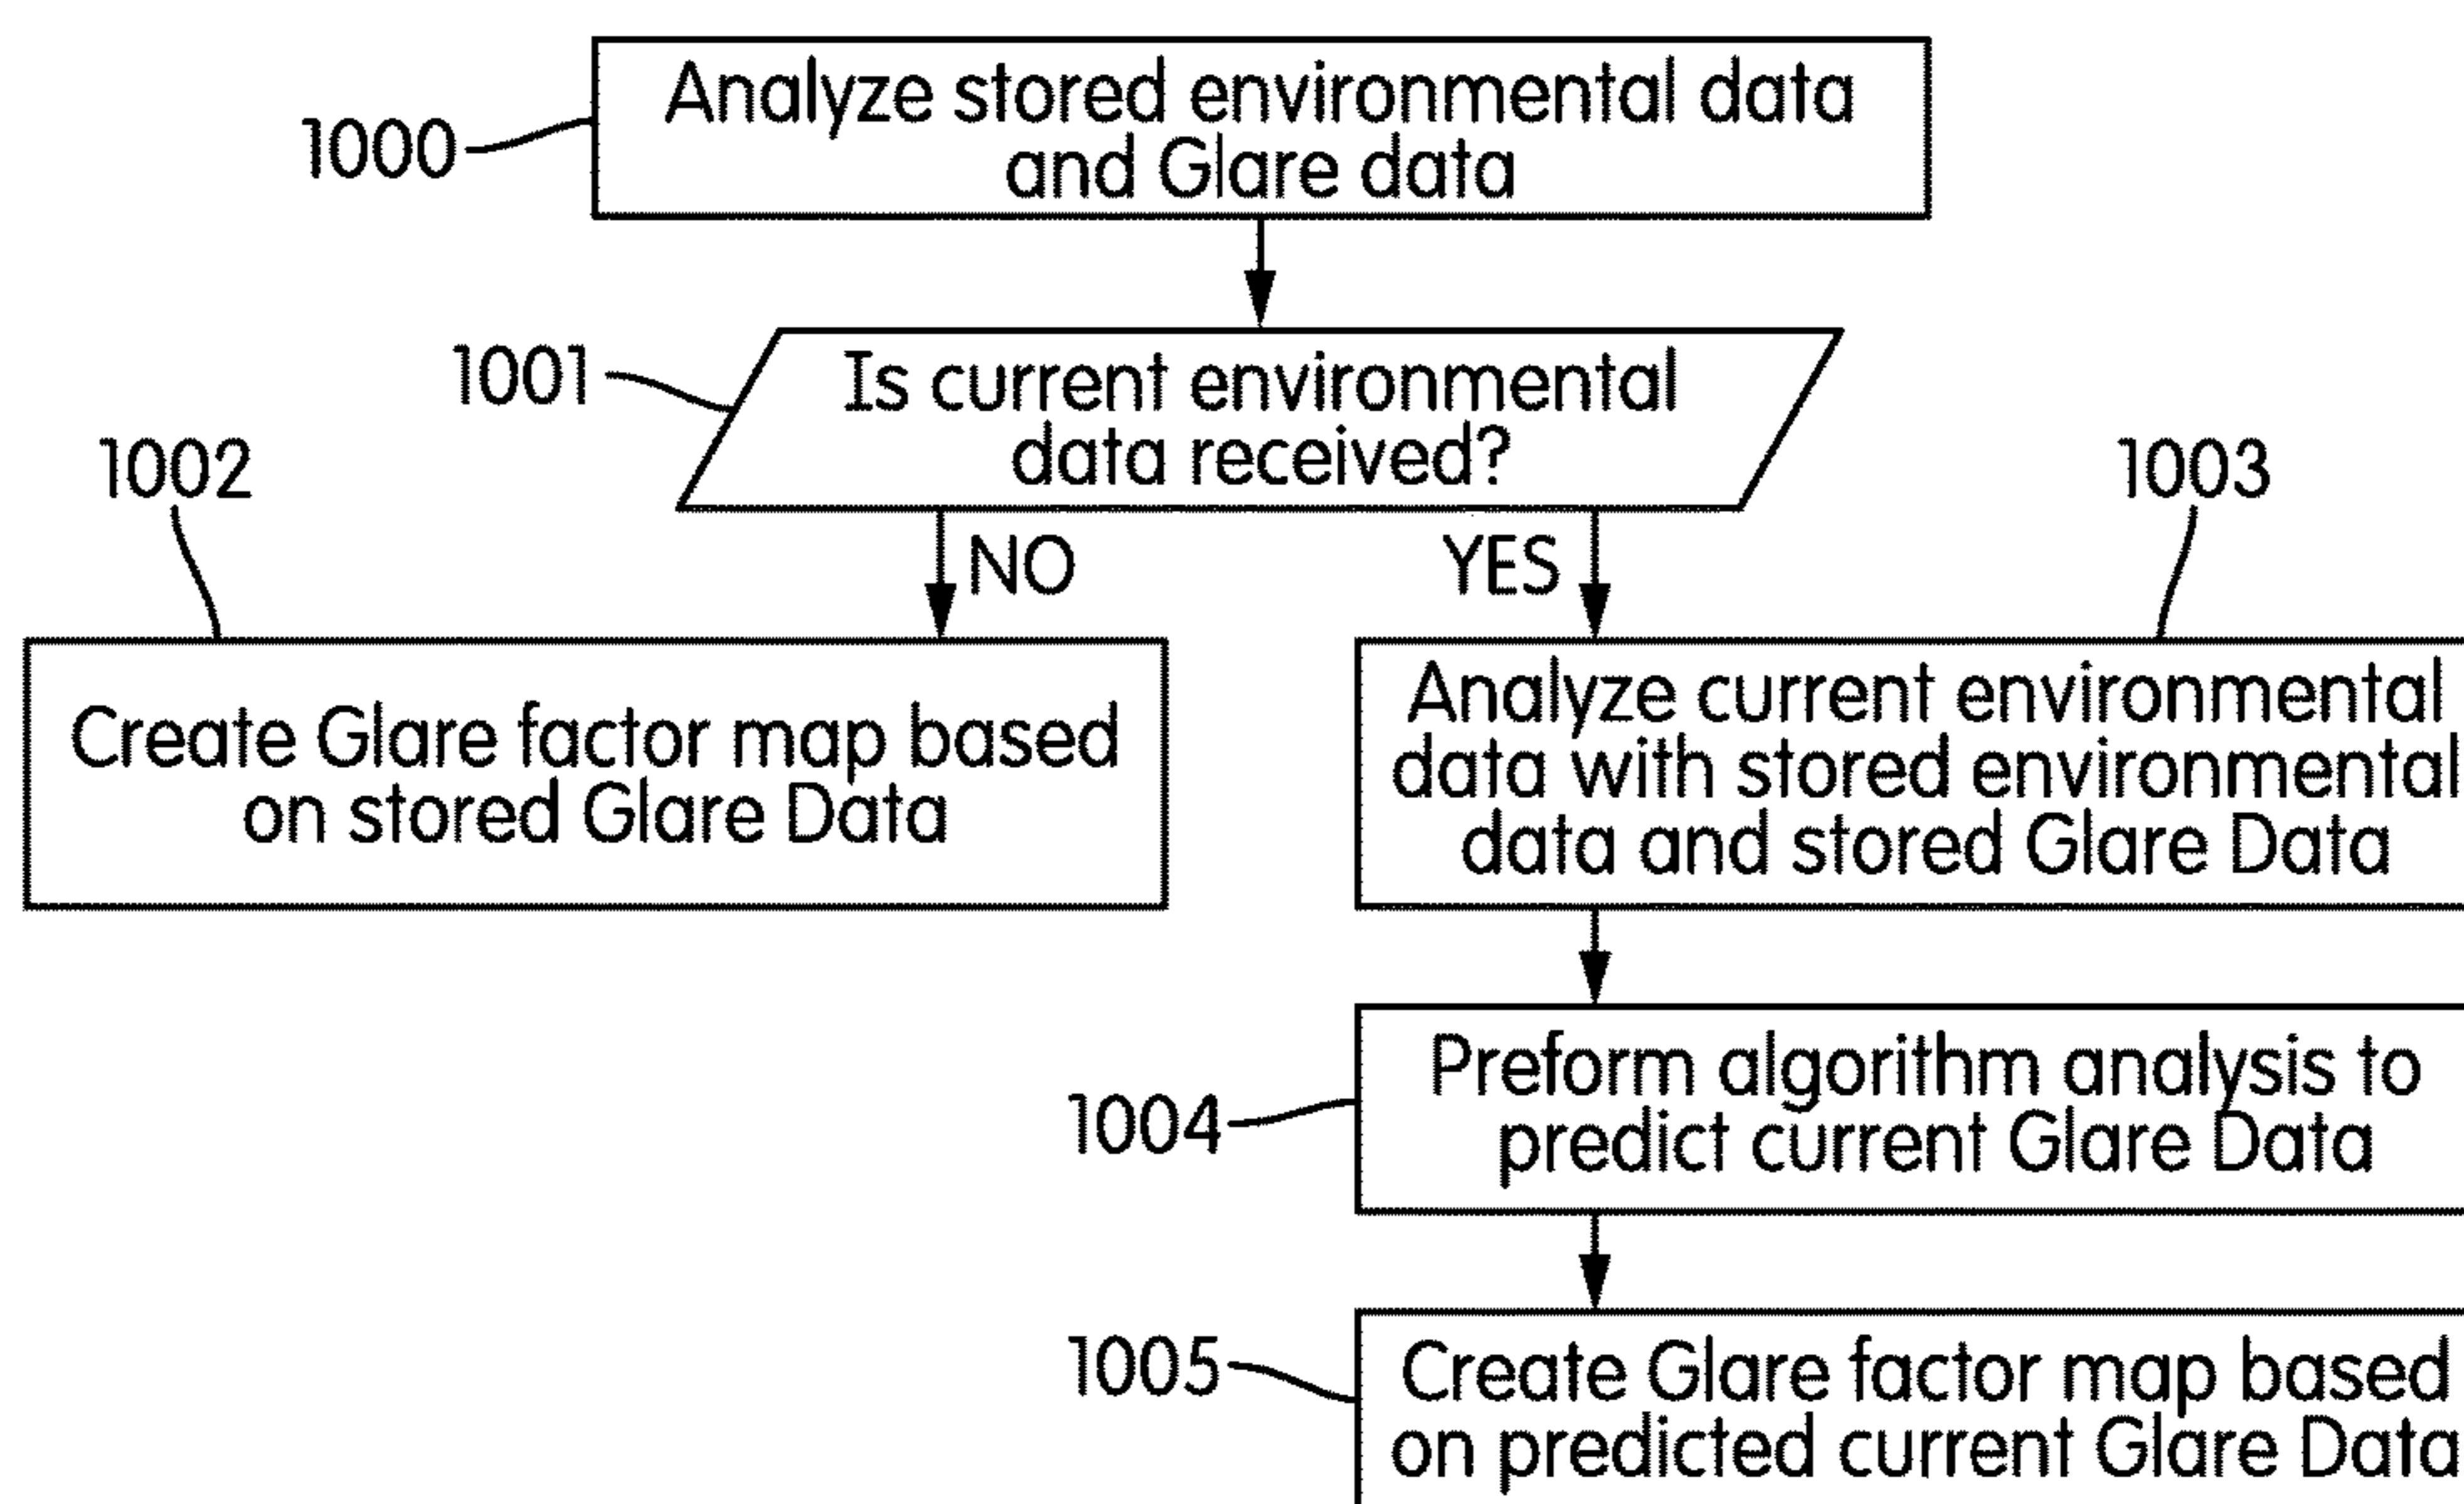 1000
Analyze stored environmental data
and Glare data
1001
Is current environmental
data received?
1002
NO
YES
1003
Create Glare factor map based
on stored Glare Data
Analyze current environmental
data with stored environmental
data and stored Glare Data
1004
Preform algorithm analysis to
predict current Glare Data
1005
Create Glare factor map based
on predicted current Glare Data